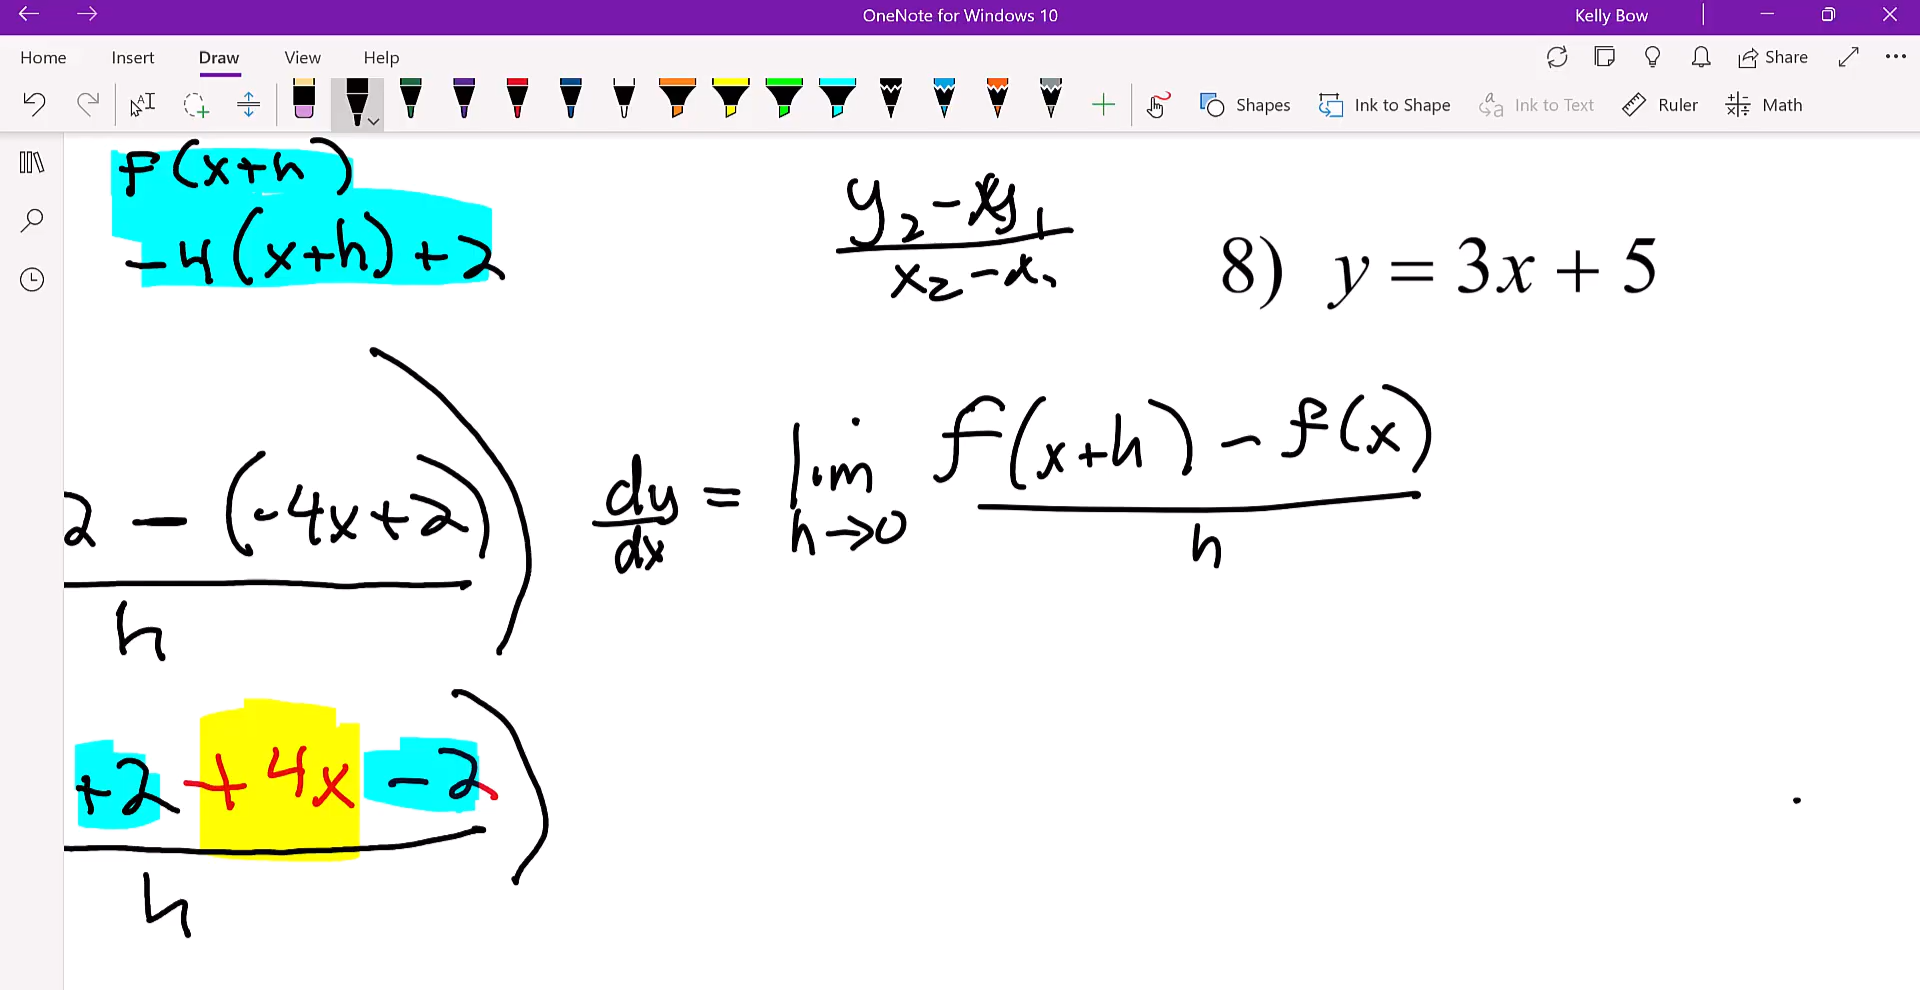 OneNote for Windows 10
Kelly Bow
Home Insert Draw View Help
Share
Shapes Ink to Shape Ink to Text Ruler Math
f(x+h)
-4(x+h)+2
y₂-y₁
x₂-x₁
8) y = 3x + 5
2 - (-4x+2)
h
dy/dx = lim h→0 f(x+h) - f(x)
h
+2 +4x -2
h